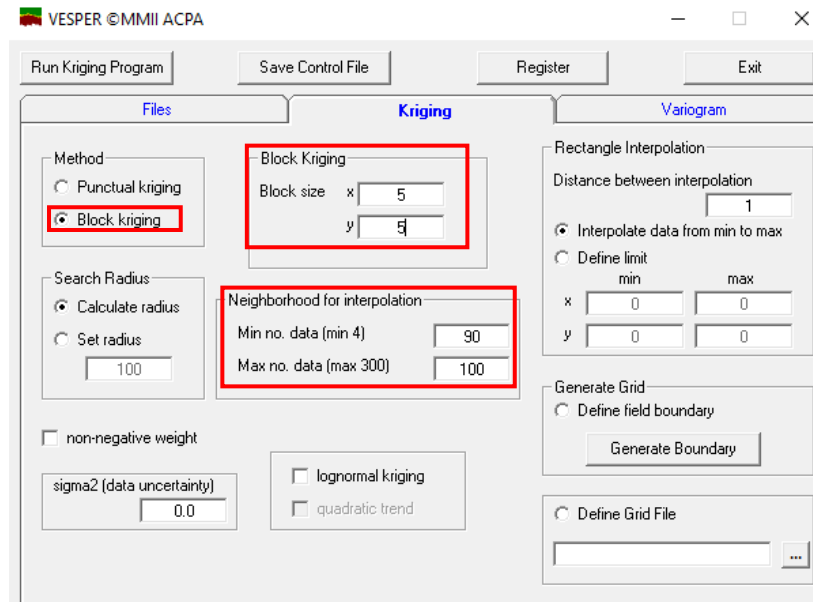 VESPER ©MMII ACPA
Run Kriging Program Save Control File Register Exit
Files Kriging Variogram
Method
Punctual kriging
Block kriging
Block Kriging
Block size x 5
y 5
Search Radius
Calculate radius
Set radius
100
Neighborhood for interpolation
Min no. data (min 4) 90
Max no. data (max 300) 100
non-negative weight
sigma2 (data uncertainty)
0.0
lognormal kriging
quadratic trend
Rectangle Interpolation
Distance between interpolation
1
Interpolate data from min to max
Define limit
min max
x 0 0
y 0 0
Generate Grid
Define field boundary
Generate Boundary
Define Grid File
...